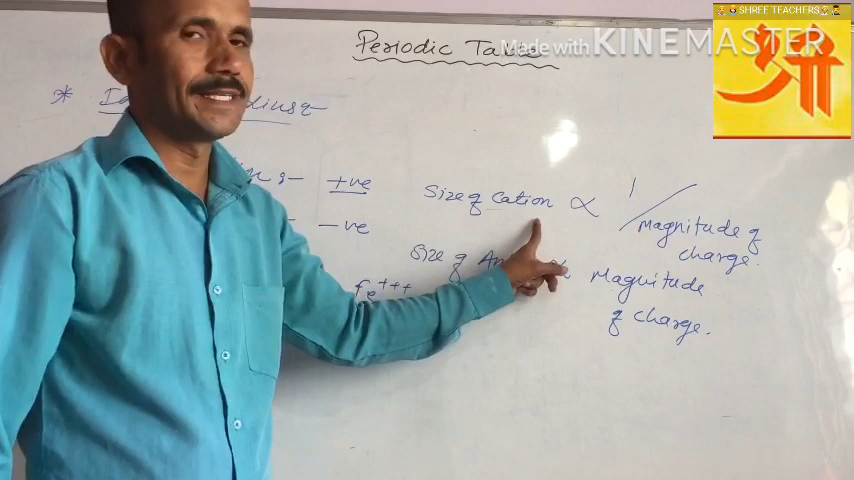 🧑‍🏫SHREE TEACHERS👨‍🎓
श्री
Made with KINEMASTER
Periodic Table
*
+ve
Size of Cation ∝ 1 / Magnitude of charge.
-ve
Size of ∝ Magnitude of charge.
fe+++